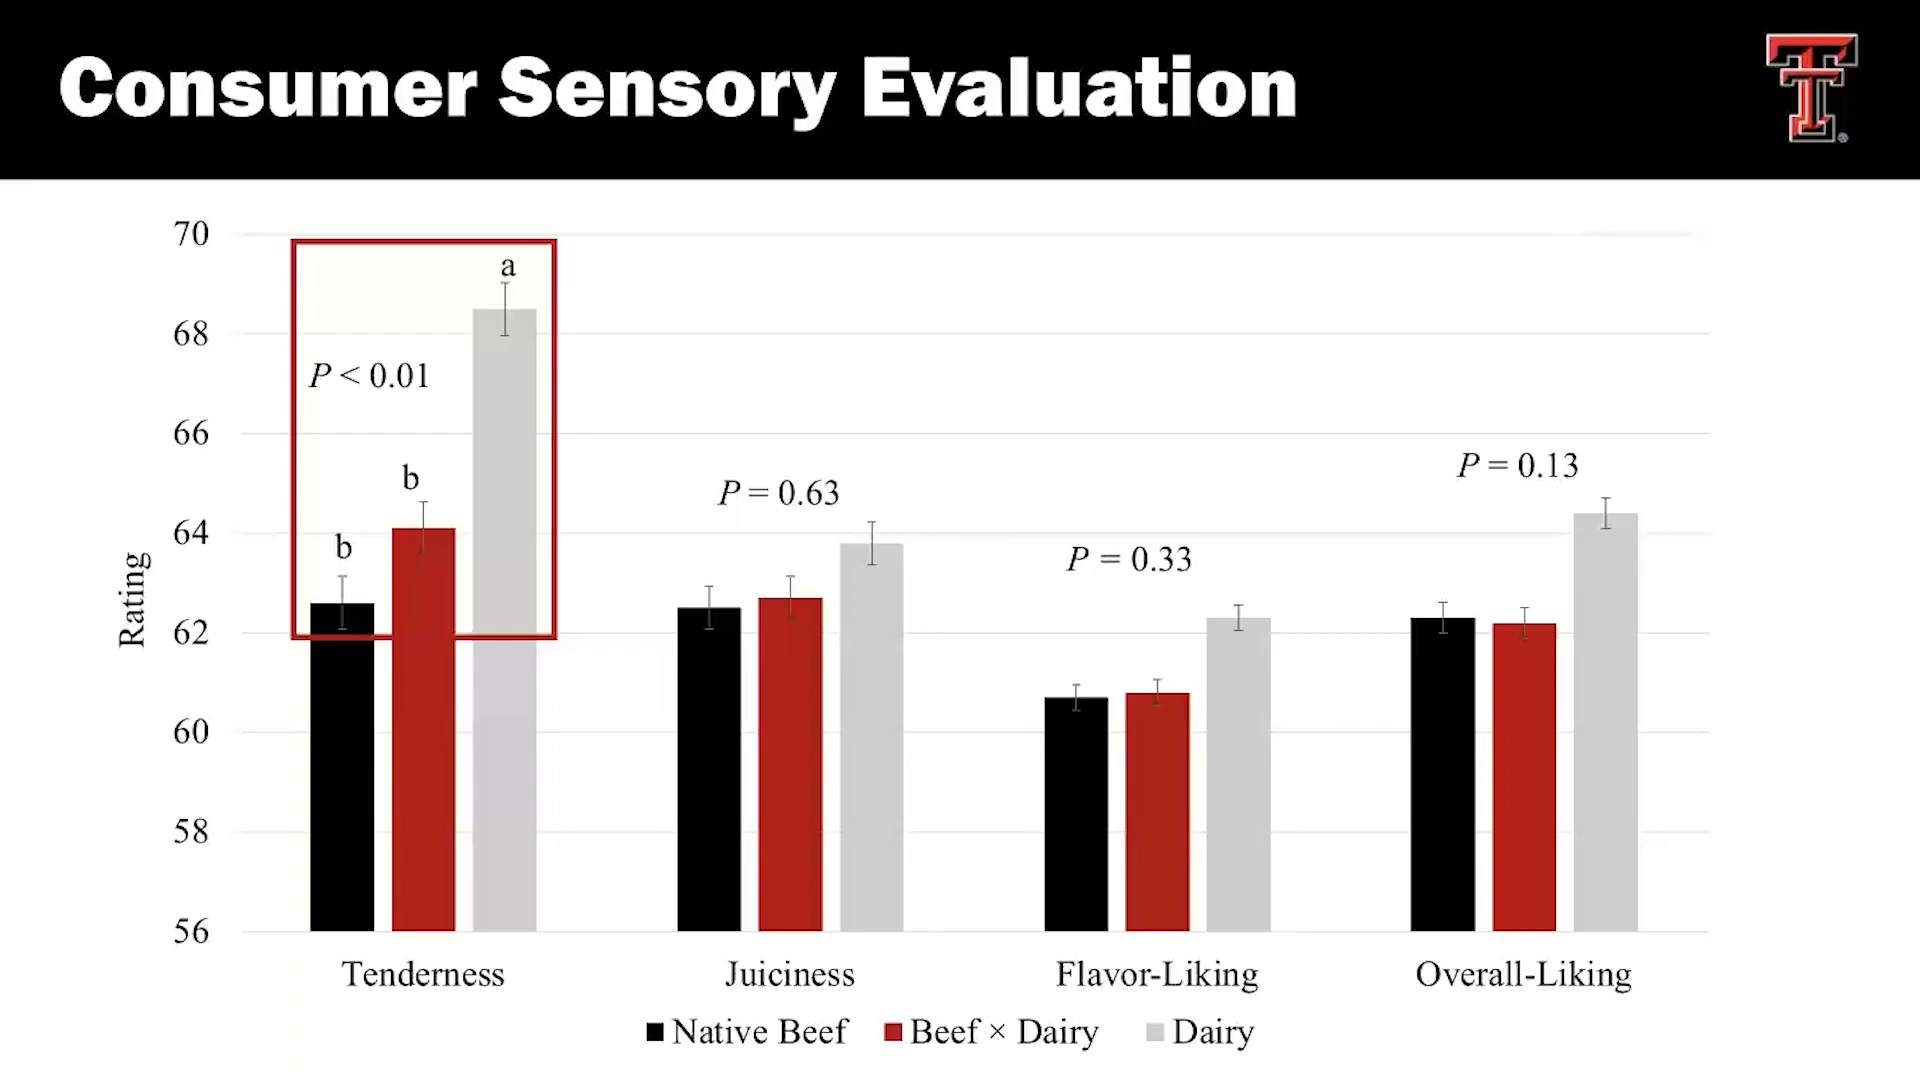 Consumer Sensory Evaluation
70
68
66
64
62
60
58
56
Rating
a
P < 0.01
b
b
P = 0.63
P = 0.33
P = 0.13
Tenderness
Juiciness
Flavor-Liking
Overall-Liking
Native Beef
Beef × Dairy
Dairy